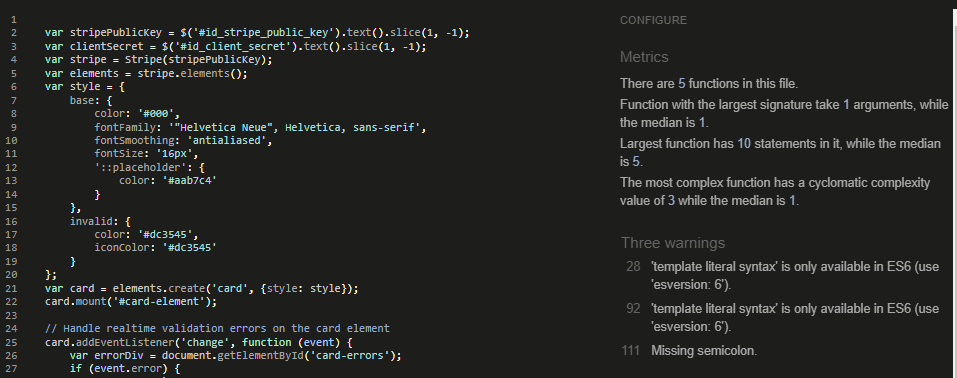 1
2 var stripePublicKey = $('#id_stripe_public_key').text().slice(1, -1);
3 var clientSecret = $('#id_client_secret').text().slice(1, -1);
4 var stripe = Stripe(stripePublicKey);
5 var elements = stripe.elements();
6 var style = {
7 base: {
8 color: '#000',
9 fontFamily: '"Helvetica Neue", Helvetica, sans-serif',
10 fontSmoothing: 'antialiased',
11 fontSize: '16px',
12 '::placeholder': {
13 color: '#aab7c4'
14 }
15 },
16 invalid: {
17 color: '#dc3545',
18 iconColor: '#dc3545'
19 }
20 };
21 var card = elements.create('card', {style: style});
22 card.mount('#card-element');
23
24 // Handle realtime validation errors on the card element
25 card.addEventListener('change', function (event) {
26 var errorDiv = document.getElementById('card-errors');
27 if (event.error) {
CONFIGURE
Metrics
There are 5 functions in this file.
Function with the largest signature take 1 arguments, while
the median is 1.
Largest function has 10 statements in it, while the median
is 5.
The most complex function has a cyclomatic complexity
value of 3 while the median is 1.
Three warnings
28 'template literal syntax' is only available in ES6 (use
'esversion: 6').
92 'template literal syntax' is only available in ES6 (use
'esversion: 6').
111 Missing semicolon.